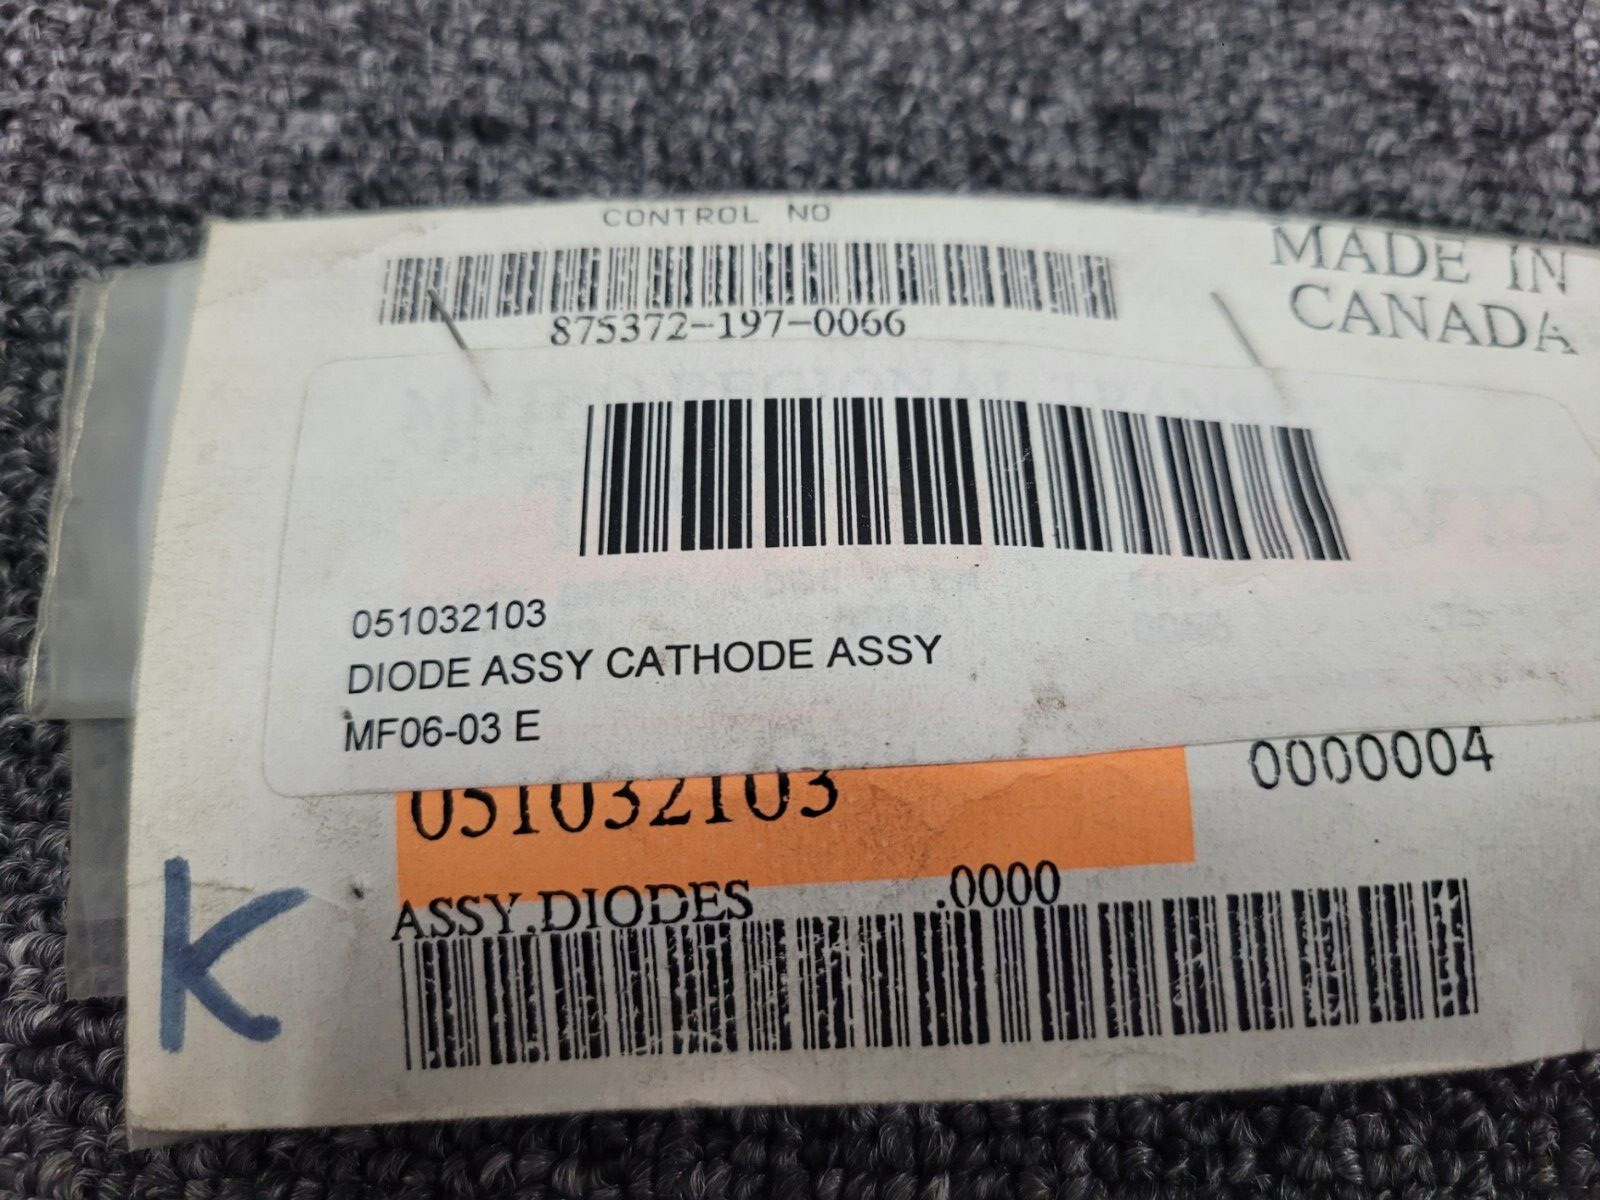 CONTROL NO
MADE IN
CANADA
875372-197-0066
051032103
DIODE ASSY CATHODE ASSY
MF06-03 E
0000004
051032103
ASSY,DIODES .0000
K